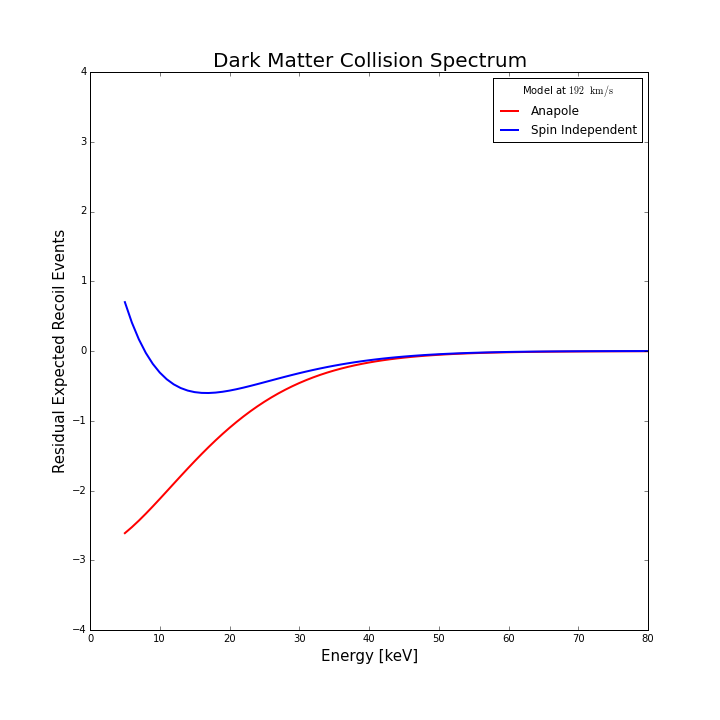 Dark Matter Collision Spectrum
Model at 192 km/s
Anapole
Spin Independent
Residual Expected Recoil Events
4
3
2
1
0
−1
−2
−3
−4
0 10 20 30 40 50 60 70 80
Energy [keV]